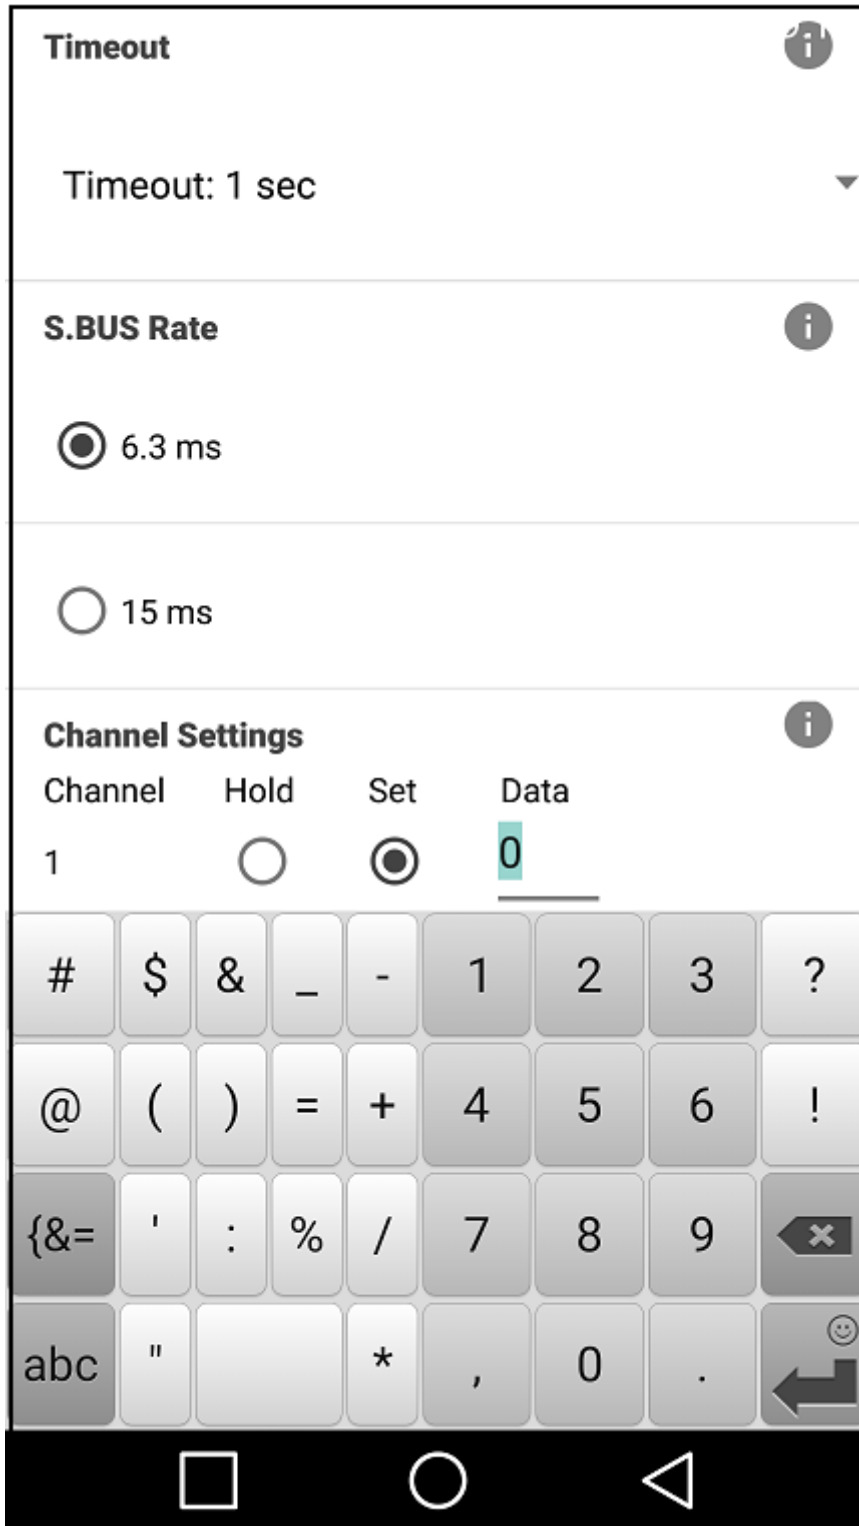 Timeout
Timeout: 1 sec
S.BUS Rate
6.3 ms
15 ms
Channel Settings
Channel Hold Set Data
1 0
# $ & _ - 1 2 3 ?
@ ( ) = + 4 5 6 !
{&= ' : % / 7 8 9
abc " * , 0 .